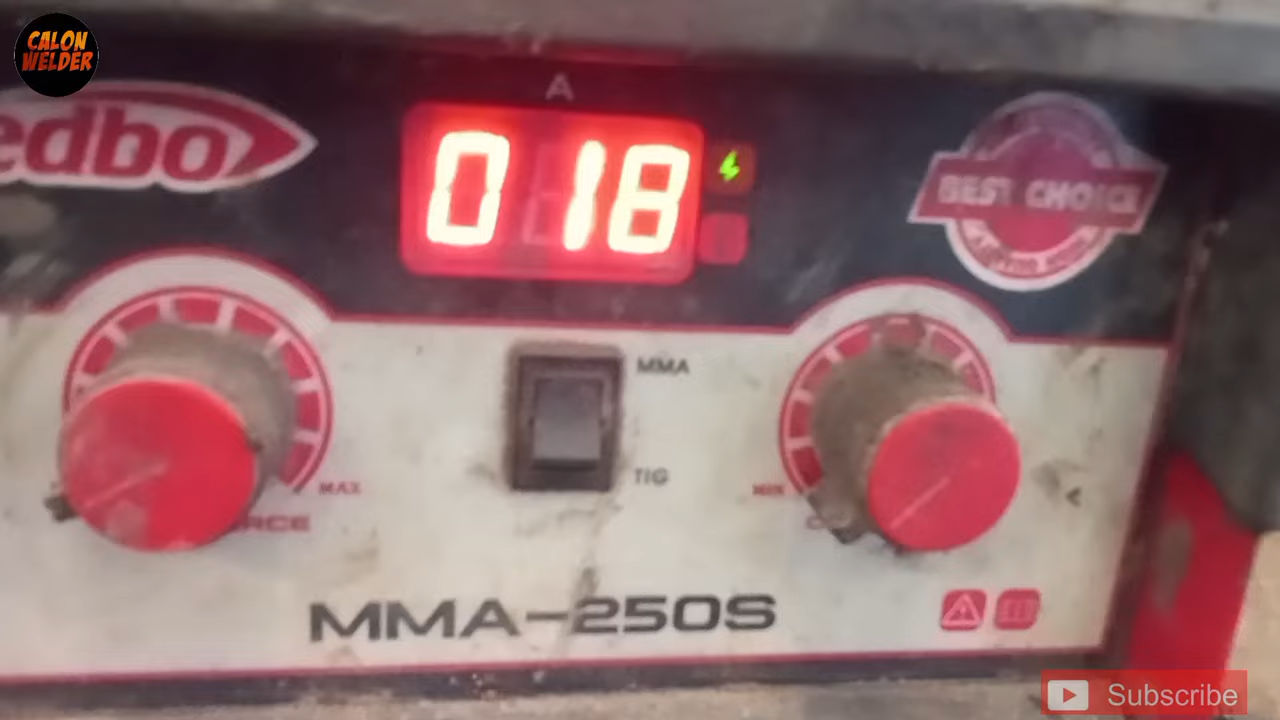 CALON
WELDER
A
edbo
018
BEST CHOICE
MMA
TIG
MAX
RCE
MIN
MMA-250S
Subscribe